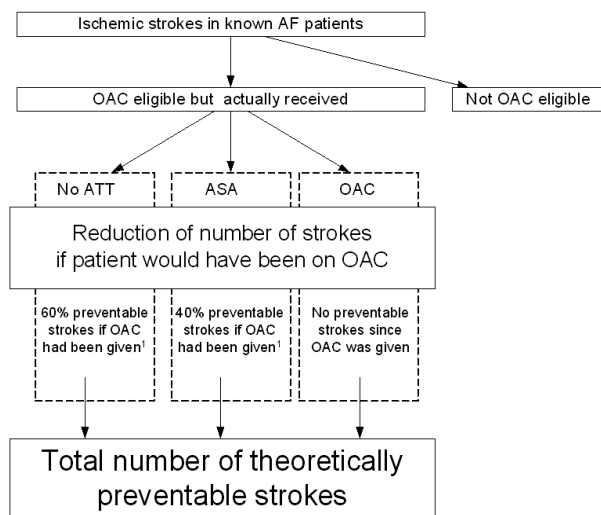 Ischemic strokes in known AF patients
OAC eligible but actually received
Not OAC eligible
No ATT
ASA
OAC
Reduction of number of strokes
if patient would have been on OAC
60% preventable
strokes if OAC
had been given¹
40% preventable
strokes if OAC
had been given¹
No preventable
strokes since
OAC was given
Total number of theoretically
preventable strokes